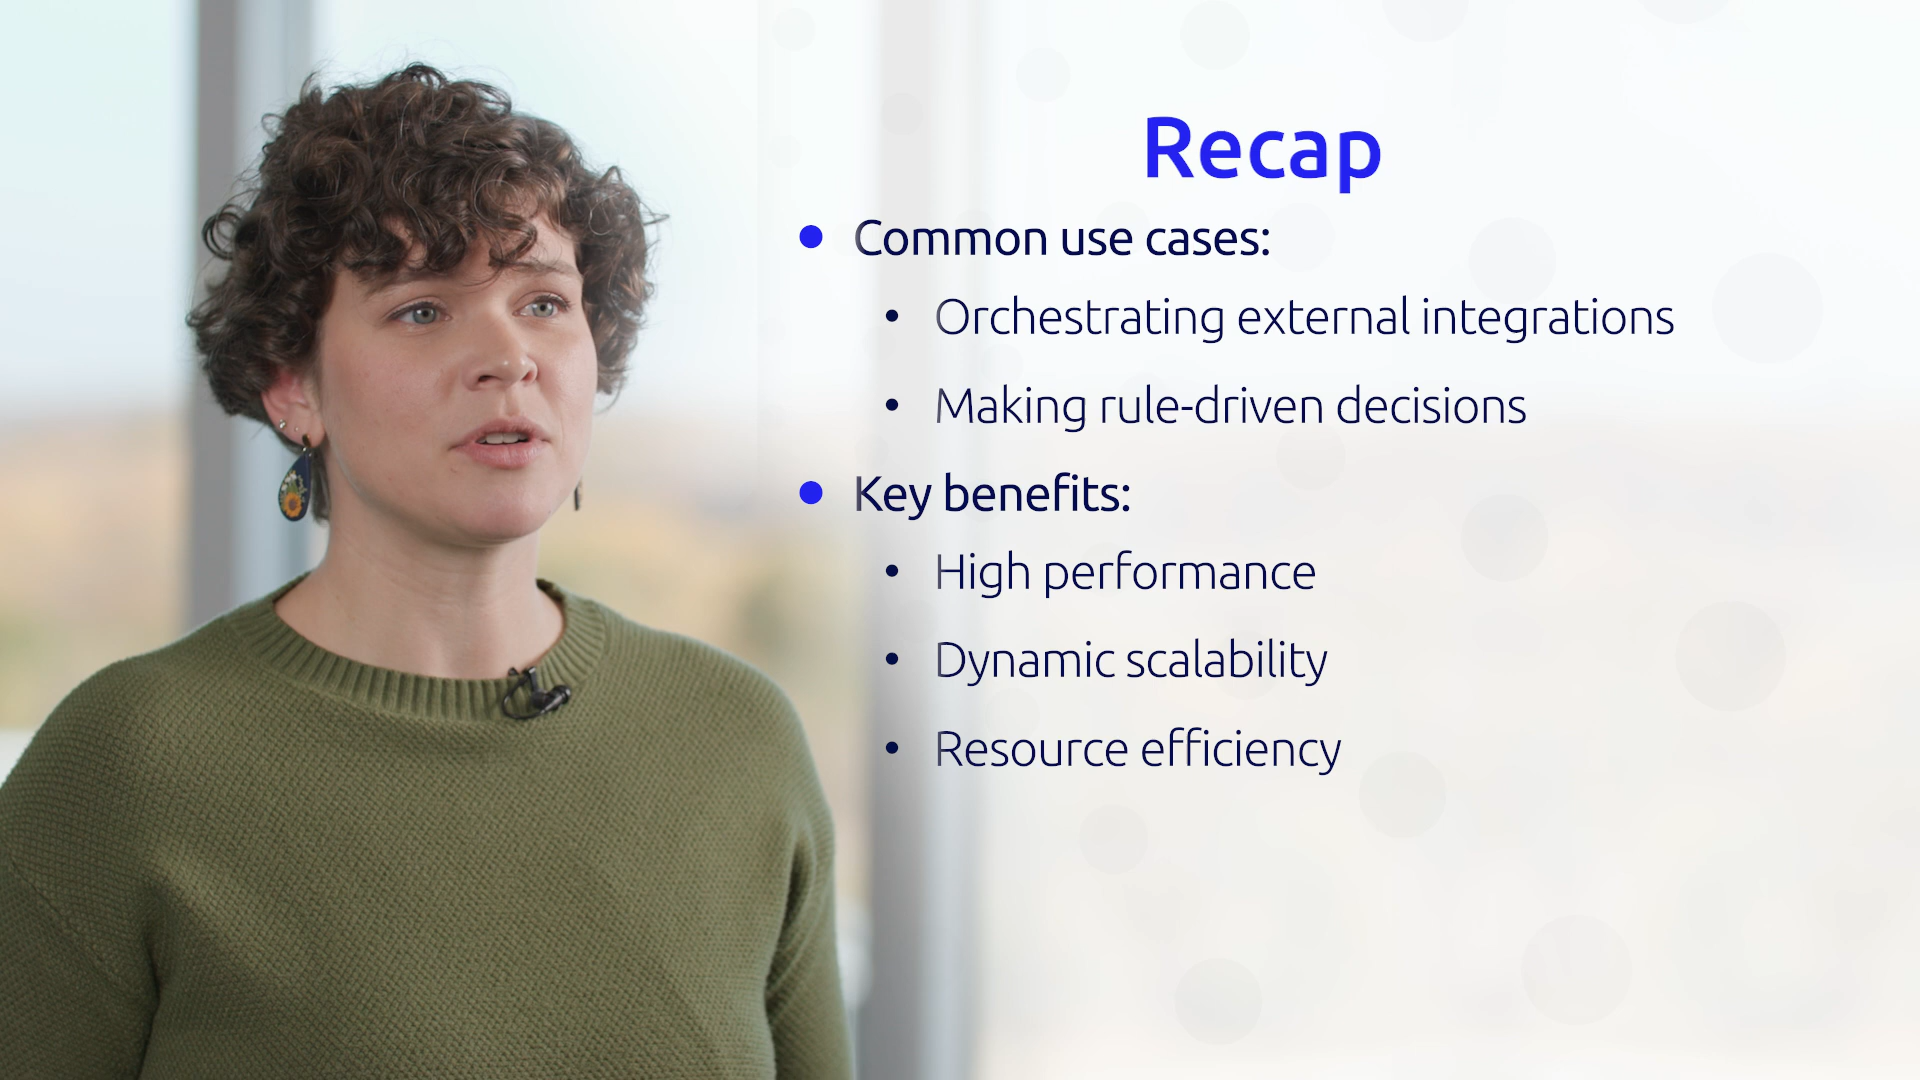 Recap
Common use cases:
Orchestrating external integrations
Making rule-driven decisions
Key benefits:
High performance
Dynamic scalability
Resource efficiency